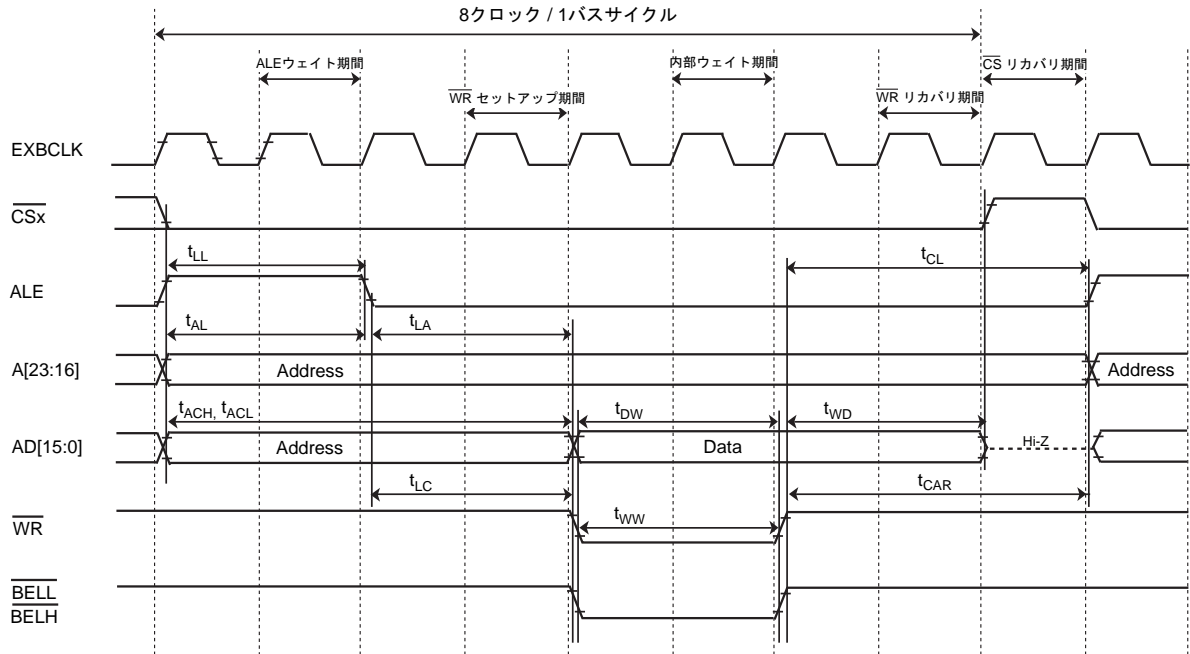 8クロック / 1バスサイクル
ALEウェイト期間
内部ウェイト期間
CS リカバリ期間
WR セットアップ期間
WR リカバリ期間
EXBCLK
CSx
tLL
tCL
ALE
tAL
tLA
A[23:16]
Address
Address
tACH, tACL
tDW
tWD
AD[15:0]
Address
Data
Hi-Z
tLC
tCAR
WR
tWW
BELL
BELH